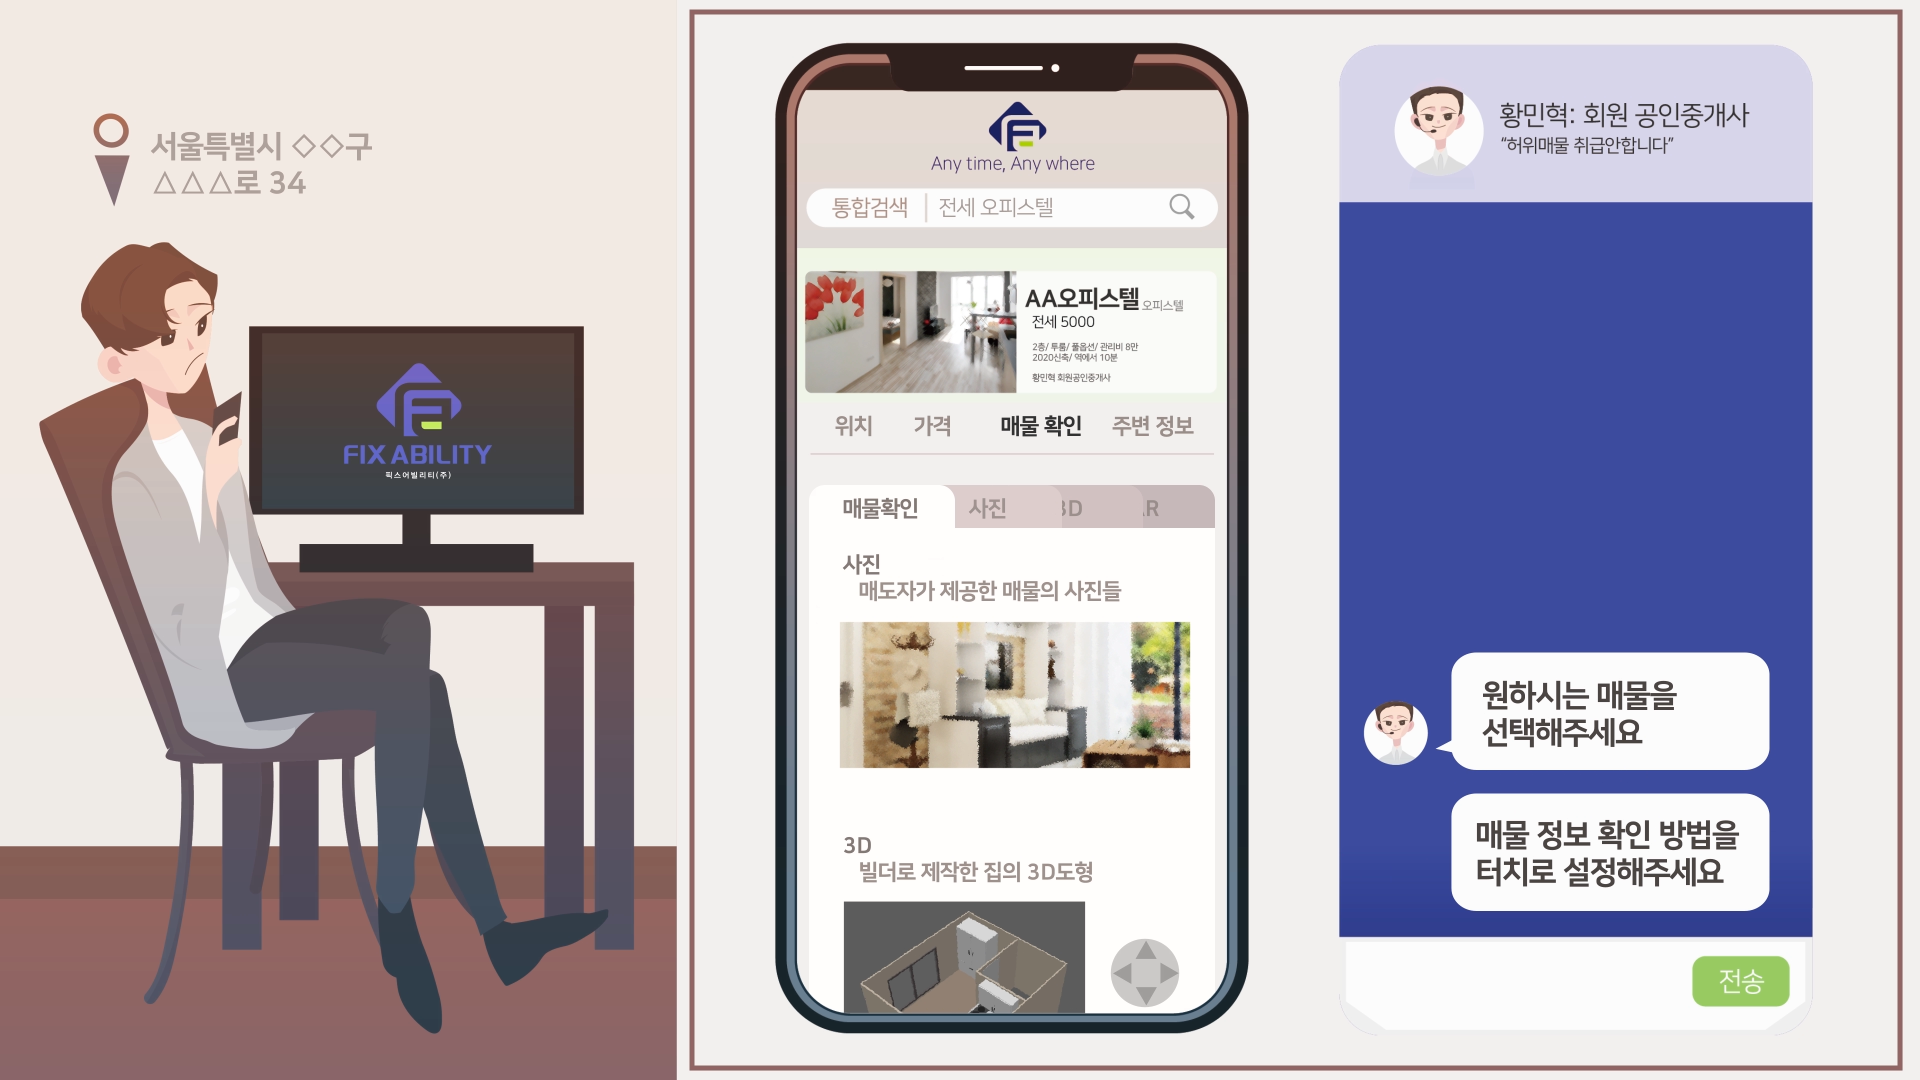 서울특별시 ◇◇구
△△△로 34
FIX ABILITY
픽스어빌리티(주)
Any time, Any where
통합검색 전세 오피스텔
AA오피스텔 오피스텔
전세 5000
2층/ 투룸/ 풀옵션/ 관리비 8만
2020신축/ 역에서 10분
황민혁 회원공인중개사
위치 가격 매물 확인 주변 정보
매물확인 사진 3D R
사진
매도자가 제공한 매물의 사진들
3D
빌더로 제작한 집의 3D도형
황민혁: 회원 공인중개사
“허위매물 취급안합니다”
원하시는 매물을
선택해주세요
매물 정보 확인 방법을
터치로 설정해주세요
전송